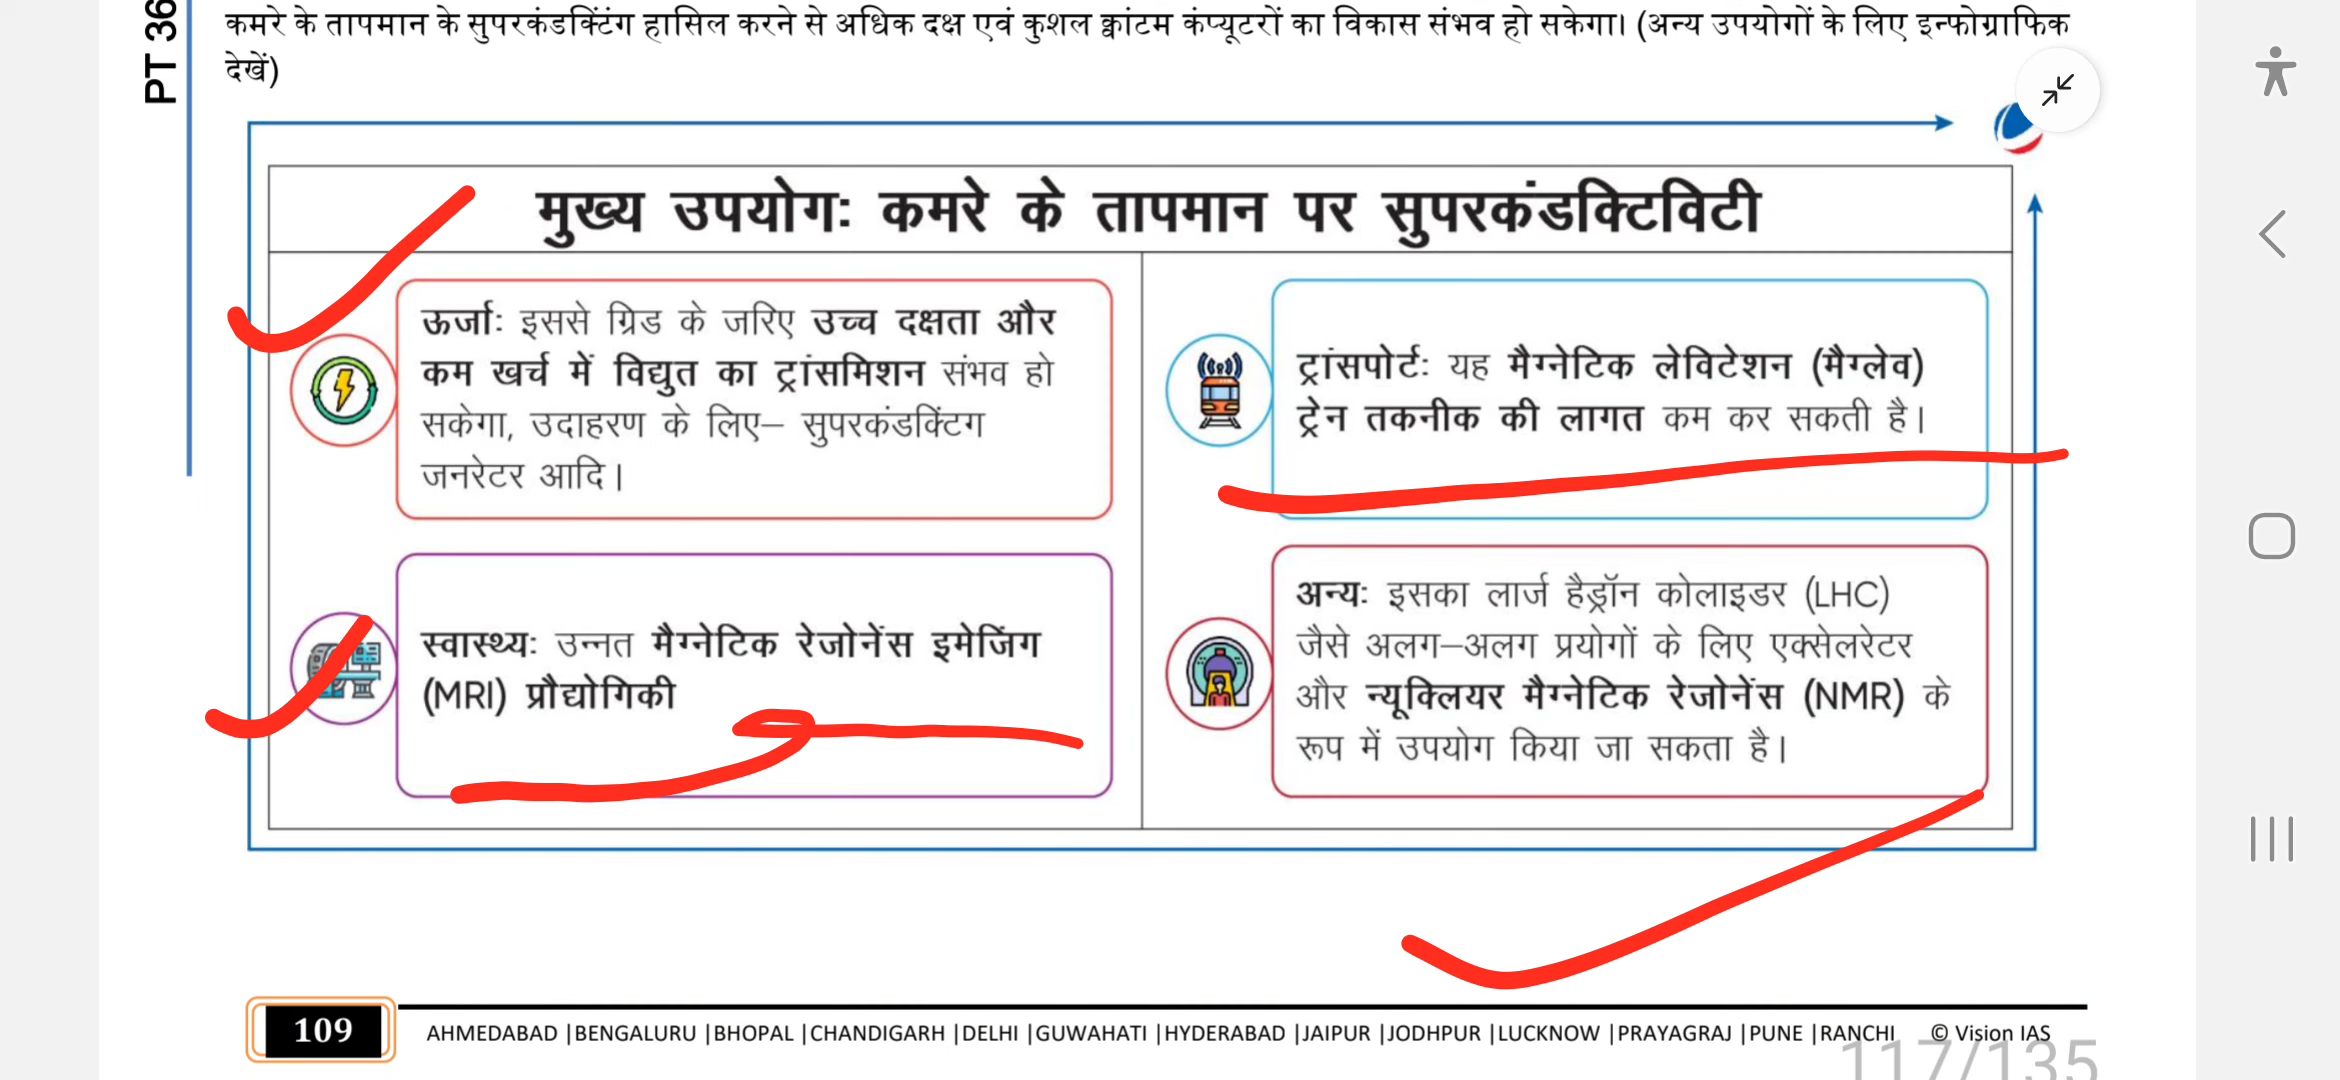 PT 36
कमरे के तापमान के सुपरकंडक्टिंग हासिल करने से अधिक दक्ष एवं कुशल क्वांटम कंप्यूटरों का विकास संभव हो सकेगा। (अन्य उपयोगों के लिए इन्फोग्राफिक
देखें)
मुख्य उपयोगः कमरे के तापमान पर सुपरकंडक्टिविटी
ऊर्जाः इससे ग्रिड के जरिए उच्च दक्षता और
कम खर्च में विद्युत का ट्रांसमिशन संभव हो
सकेगा, उदाहरण के लिए– सुपरकंडक्टिंग
जनरेटर आदि।
ट्रांसपोर्टः यह मैग्नेटिक लेविटेशन (मैग्लेव)
ट्रेन तकनीक की लागत कम कर सकती है।
स्वास्थ्यः उन्नत मैग्नेटिक रेजोनेंस इमेजिंग
(MRI) प्रौद्योगिकी
अन्यः इसका लार्ज हैड्रॉन कोलाइडर (LHC)
जैसे अलग–अलग प्रयोगों के लिए एक्सेलरेटर
और न्यूक्लियर मैग्नेटिक रेजोनेंस (NMR) के
रूप में उपयोग किया जा सकता है।
109 AHMEDABAD |BENGALURU |BHOPAL |CHANDIGARH |DELHI |GUWAHATI |HYDERABAD |JAIPUR |JODHPUR |LUCKNOW |PRAYAGRAJ |PUNE |RANCHI © Vision IAS
117/135